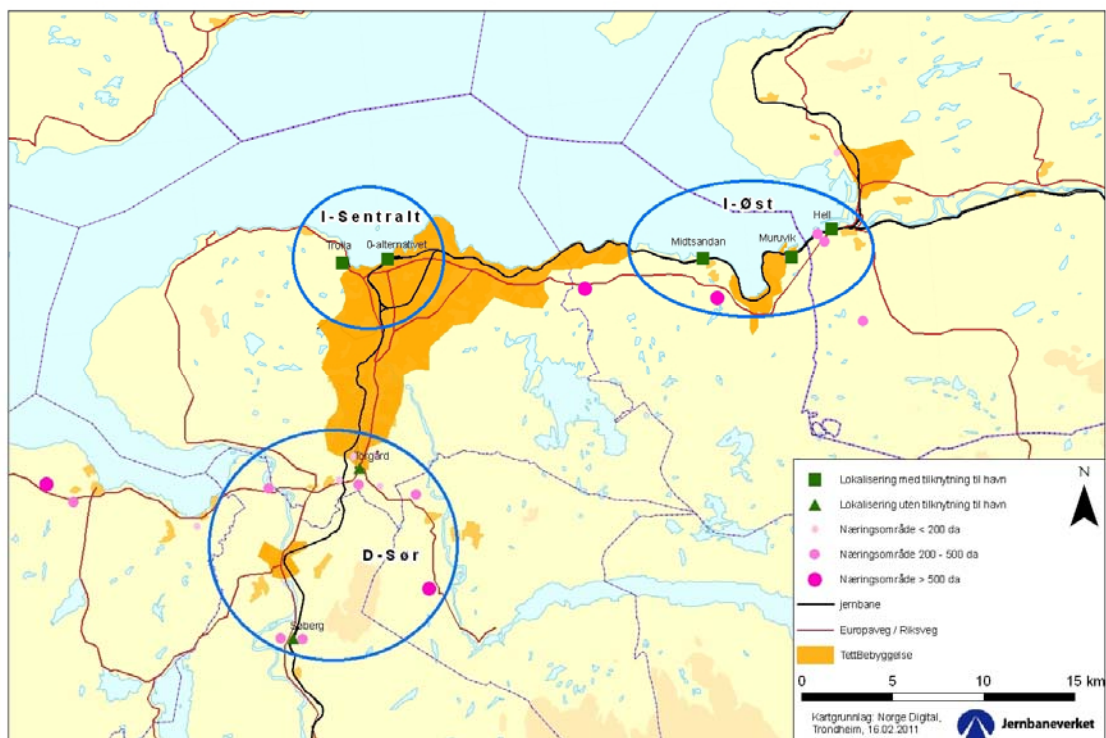 I-Sentralt
I-Øst
Hell
Trolla
0-alternativet
Midtsandan
Muruvik
Torgård
D-Sør
Søberg
N
Lokalisering med tilknytning til havn
Lokalisering uten tilknytning til havn
Næringsområde < 200 da
Næringsområde 200 - 500 da
Næringsområde > 500 da
jernbane
Europaveg / Riksveg
TettBebyggelse
0 5 10 15 km
Kartgrunnlag: Norge Digital,
Trondheim, 16.02.2011
Jernbaneverket